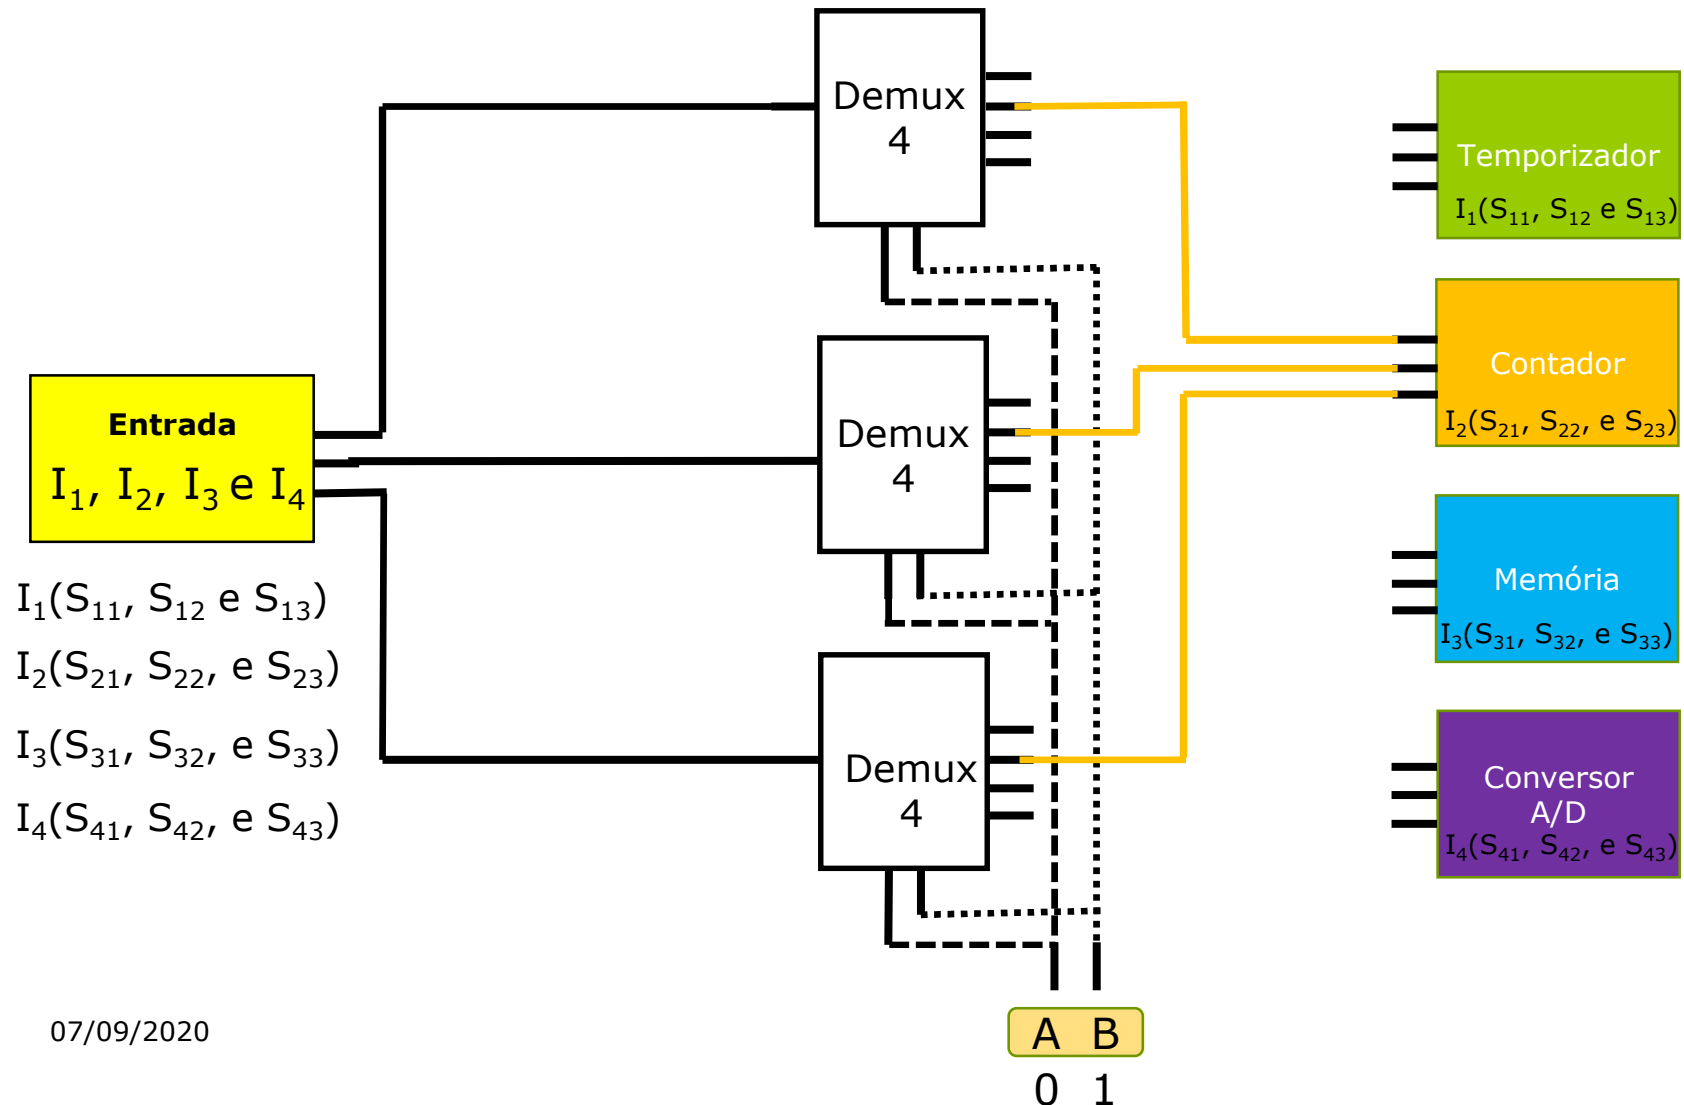 Demux
4
Temporizador
I₁(S₁₁, S₁₂ e S₁₃)
Contador
I₂(S₂₁, S₂₂, e S₂₃)
Entrada
I₁, I₂, I₃ e I₄
Demux
4
Memória
I₃(S₃₁, S₃₂, e S₃₃)
I₁(S₁₁, S₁₂ e S₁₃)
I₂(S₂₁, S₂₂, e S₂₃)
I₃(S₃₁, S₃₂, e S₃₃)
I₄(S₄₁, S₄₂, e S₄₃)
Demux
4
Conversor
A/D
I₄(S₄₁, S₄₂, e S₄₃)
07/09/2020
A B
0 1